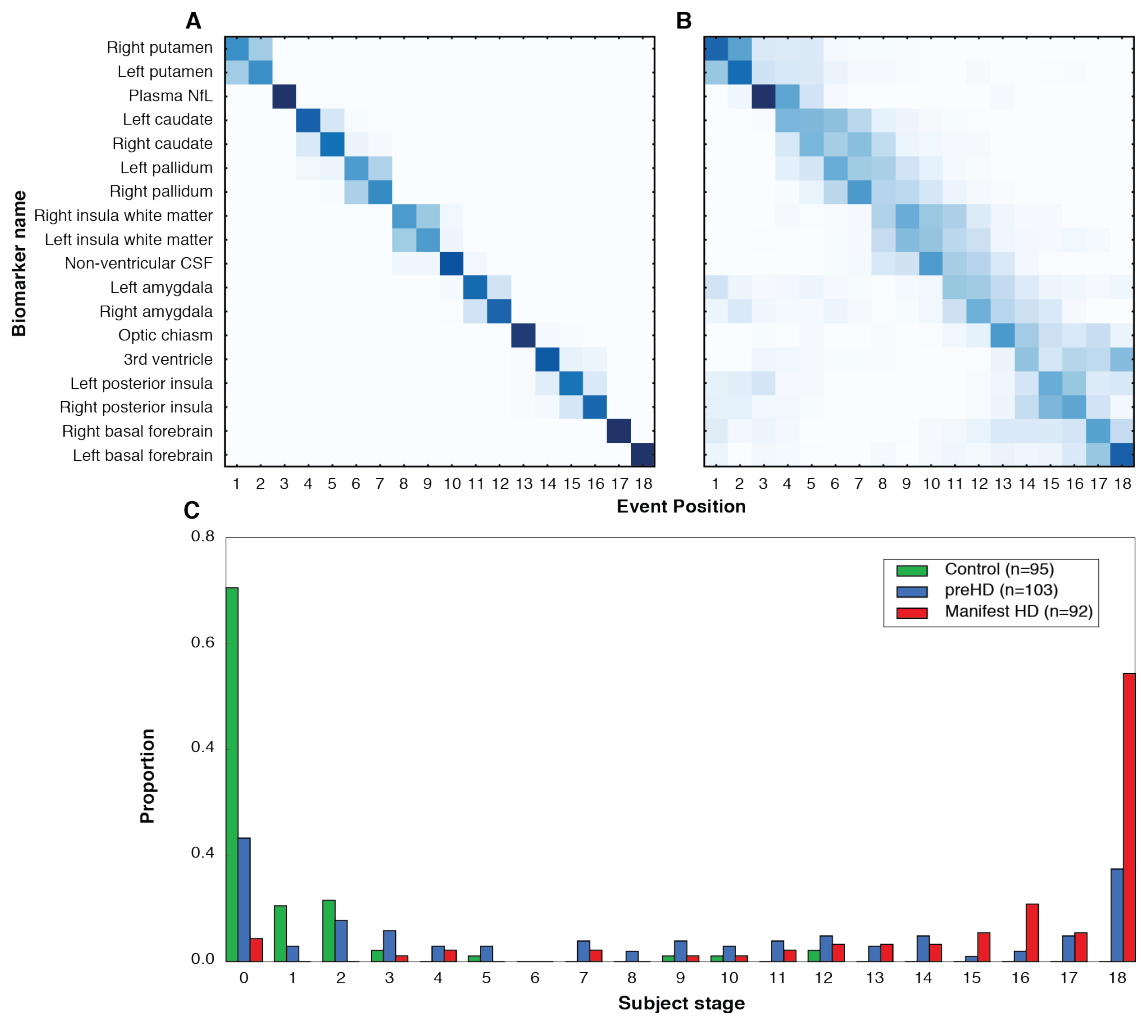 A
B
Biomarker name
Right putamen
Left putamen
Plasma NfL
Left caudate
Right caudate
Left pallidum
Right pallidum
Right insula white matter
Left insula white matter
Non-ventricular CSF
Left amygdala
Right amygdala
Optic chiasm
3rd ventricle
Left posterior insula
Right posterior insula
Right basal forebrain
Left basal forebrain
1 2 3 4 5 6 7 8 9 10 11 12 13 14 15 16 17 18
1 2 3 4 5 6 7 8 9 10 11 12 13 14 15 16 17 18
Event Position
C
Proportion
0.8
0.6
0.4
0.4
0.0
Control (n=95)
preHD (n=103)
Manifest HD (n=92)
0 1 2 3 4 5 6 7 8 9 10 11 12 13 14 15 16 17 18
Subject stage